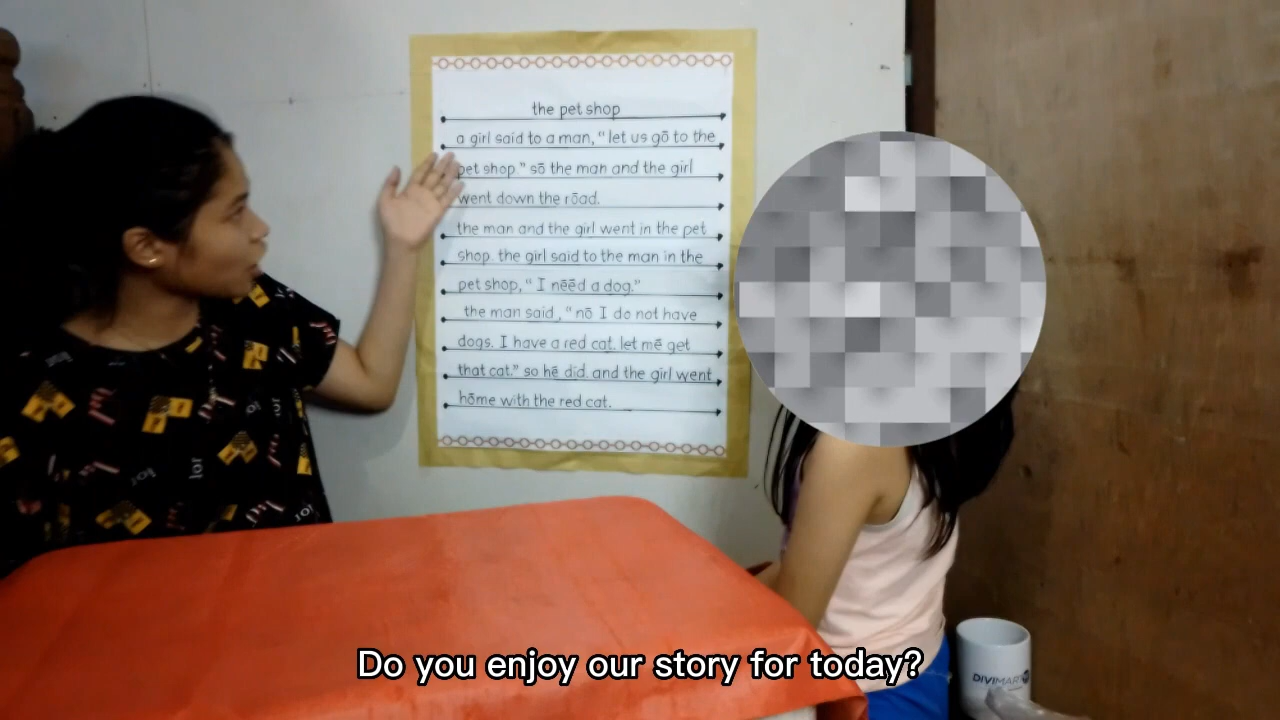 the pet shop
a girl said to a man, "let us gō to the
pet shop." sō the man and the girl
went down the rōad.
the man and the girl went in the pet
shop. the girl said to the man in the
pet shop, "I nēēd a dog."
the man said, "nō I do not have
dogs. I have a red cat. let mē get
that cat." so hē did. and the girl went
hōme with the red cat.
DIVIMART
Do you enjoy our story for today?